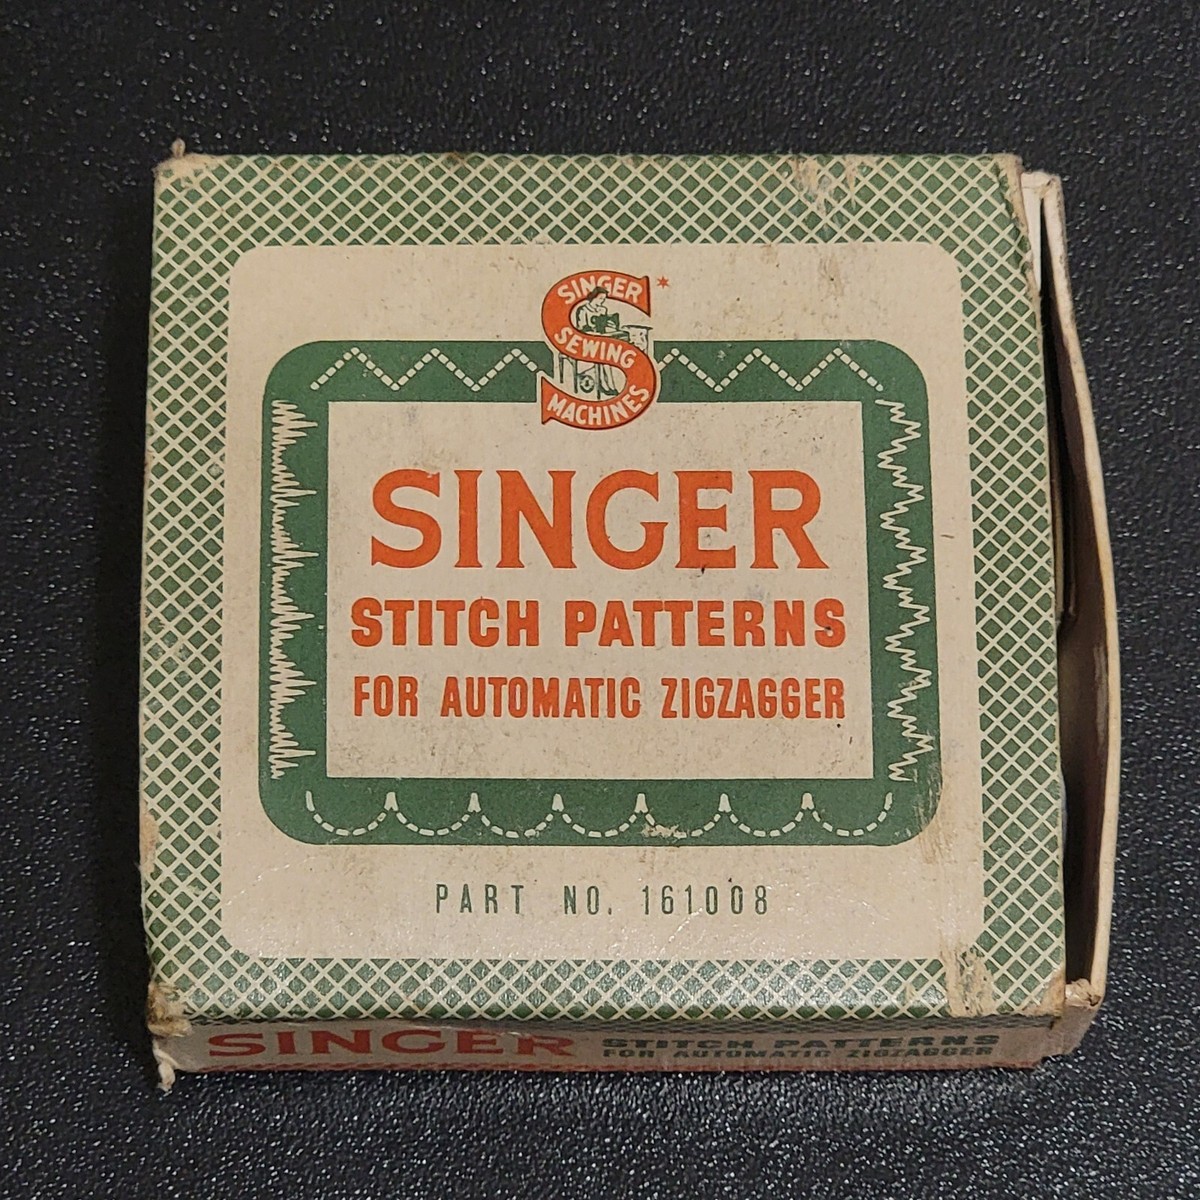 SINGER *
SEWING
MACHINES
SINGER
STITCH PATTERNS
FOR AUTOMATIC ZIGZAGGER
PART NO. 161008
SINGER STITCH PATTERNS
FOR AUTOMATIC ZIGZAGGER